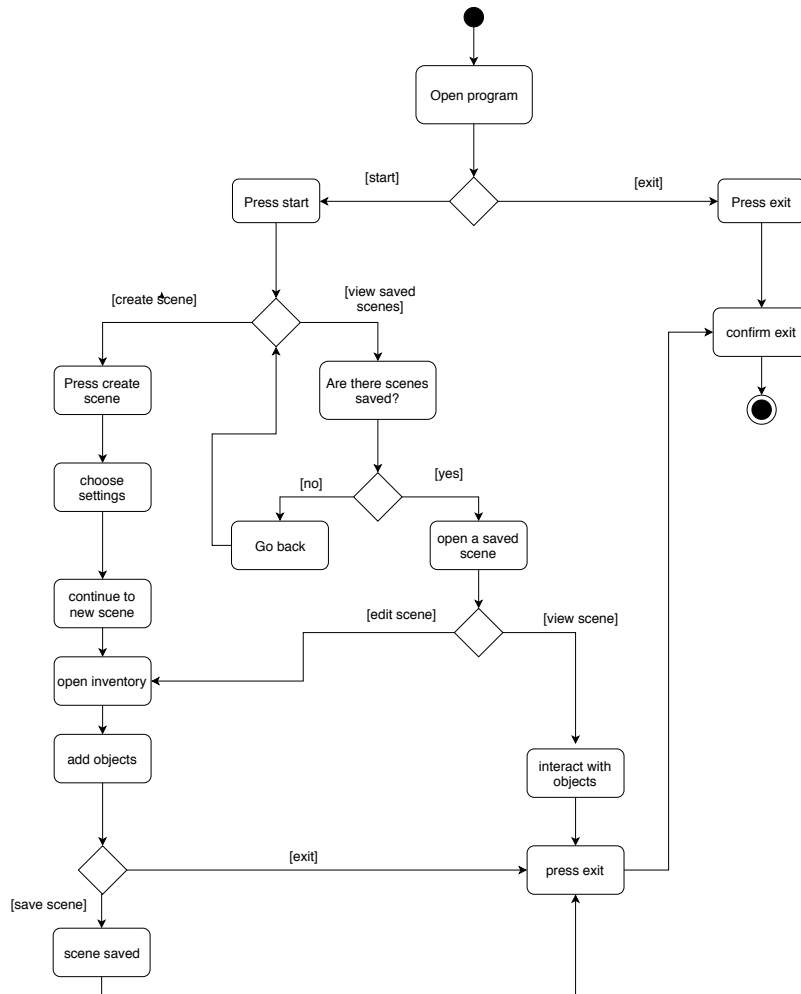 Open program
[start]
[exit]
Press start
Press exit
[create scene]
[view saved
scenes]
confirm exit
Press create
scene
Are there scenes
saved?
choose
settings
[no]
[yes]
Go back
open a saved
scene
continue to
new scene
[edit scene]
[view scene]
open inventory
add objects
interact with
objects
[exit]
press exit
[save scene]
scene saved